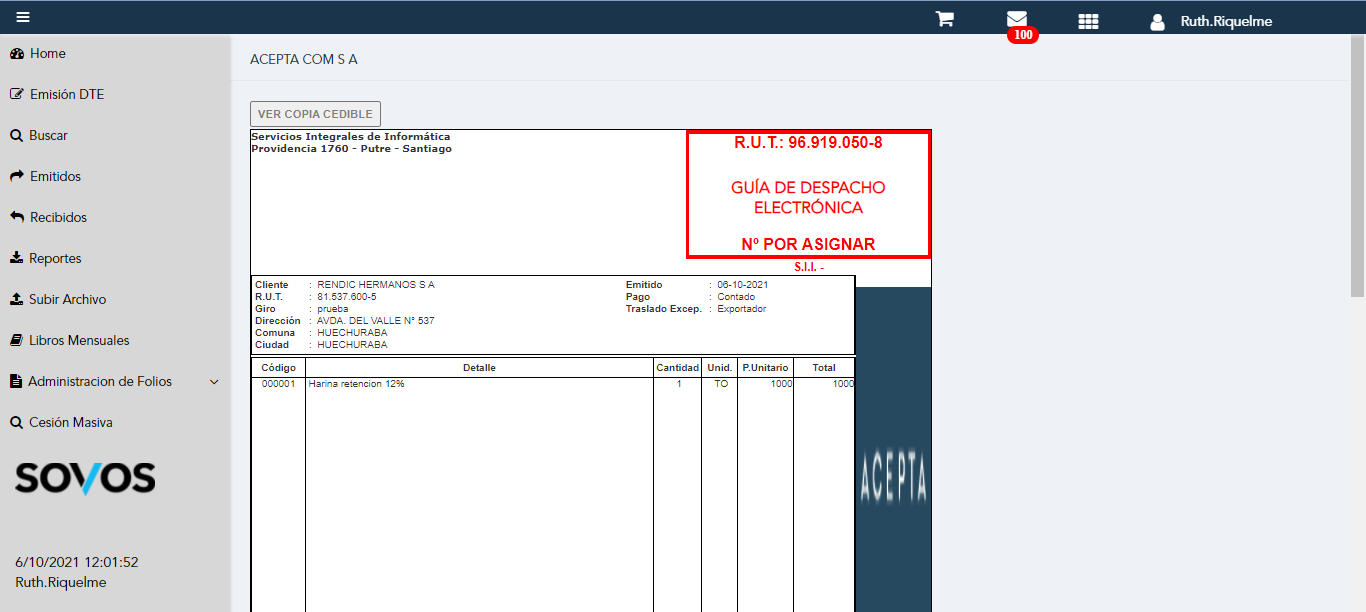 Ruth.Riquelme
100
Home
Emisión DTE
Buscar
Emitidos
Recibidos
Reportes
Subir Archivo
Libros Mensuales
Administracion de Folios
Cesión Masiva
SOVOS
6/10/2021 12:01:52
Ruth.Riquelme
ACEPTA COM S A
VER COPIA CEDIBLE
Servicios Integrales de Informática
Providencia 1760 - Putre - Santiago
R.U.T.: 96.919.050-8
GUÍA DE DESPACHO
ELECTRÓNICA
Nº POR ASIGNAR
S.I.I. -
Cliente : RENDIC HERMANOS S A Emitido : 06-10-2021
R.U.T. : 81.537.600-5 Pago : Contado
Giro : prueba Traslado Excep. : Exportador
Dirección : AVDA. DEL VALLE N° 537
Comuna : HUECHURABA
Ciudad : HUECHURABA
Código Detalle Cantidad Unid. P.Unitario Total
000001 Harina retencion 12% 1 TO 1000 1000
ACEPTA